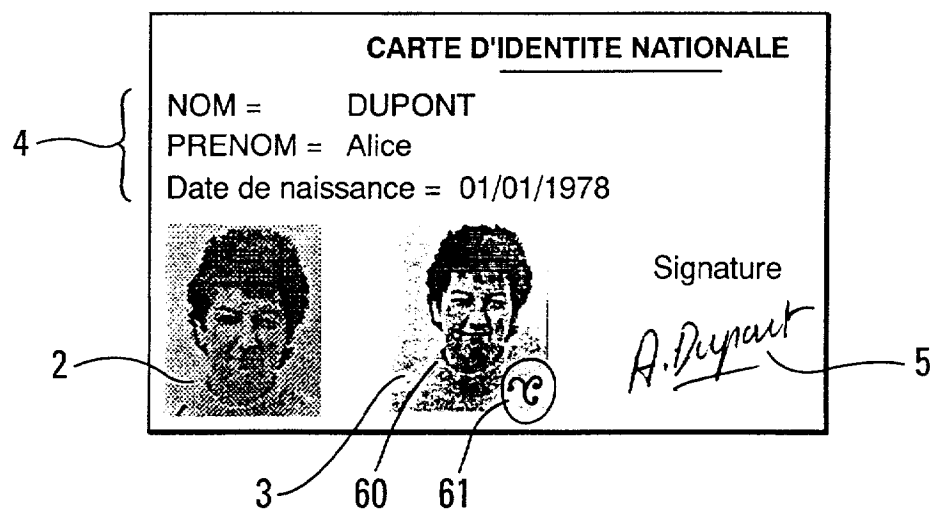 CARTE D'IDENTITE NATIONALE
NOM = DUPONT
4
PRENOM = Alice
Date de naissance = 01/01/1978
Signature
A. Dupont
2
5
3
60
61